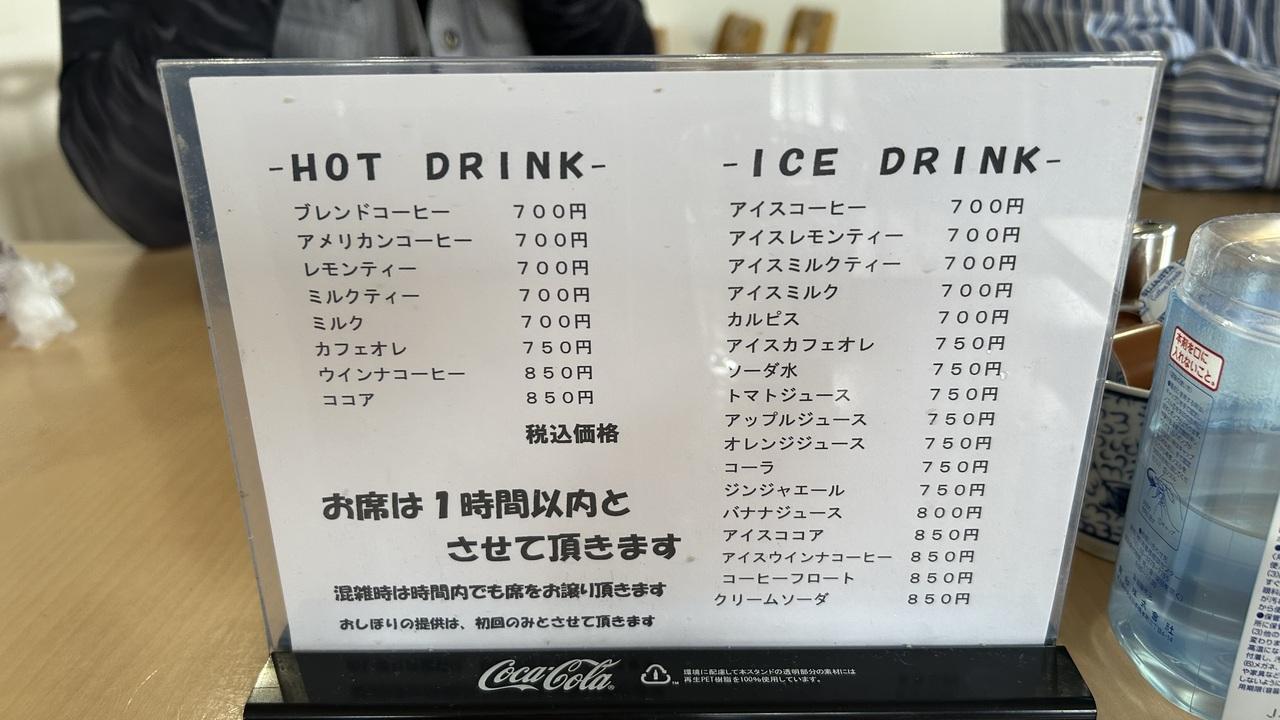 -HOT DRINK-
ブレンドコーヒー 700円
アメリカンコーヒー 700円
レモンティー 700円
ミルクティー 700円
ミルク 700円
カフェオレ 750円
ウインナコーヒー 850円
ココア 850円
税込価格
お席は1時間以内と
させて頂きます
混雑時は時間内でも席をお譲り頂きます
おしぼりの提供は、初回のみとさせて頂きます
-ICE DRINK-
アイスコーヒー 700円
アイスレモンティー 700円
アイスミルクティー 700円
アイスミルク 700円
カルピス 700円
アイスカフェオレ 750円
ソーダ水 750円
トマトジュース 750円
アップルジュース 750円
オレンジジュース 750円
コーラ 750円
ジンジャエール 750円
バナナジュース 800円
アイスココア 850円
アイスウインナコーヒー 850円
コーヒーフロート 850円
クリームソーダ 850円
Coca-Cola
環境に配慮して本スタンドの透明部分の素材には
再生PET樹脂を100%使用しています。
本剤を口に
入れないこと。